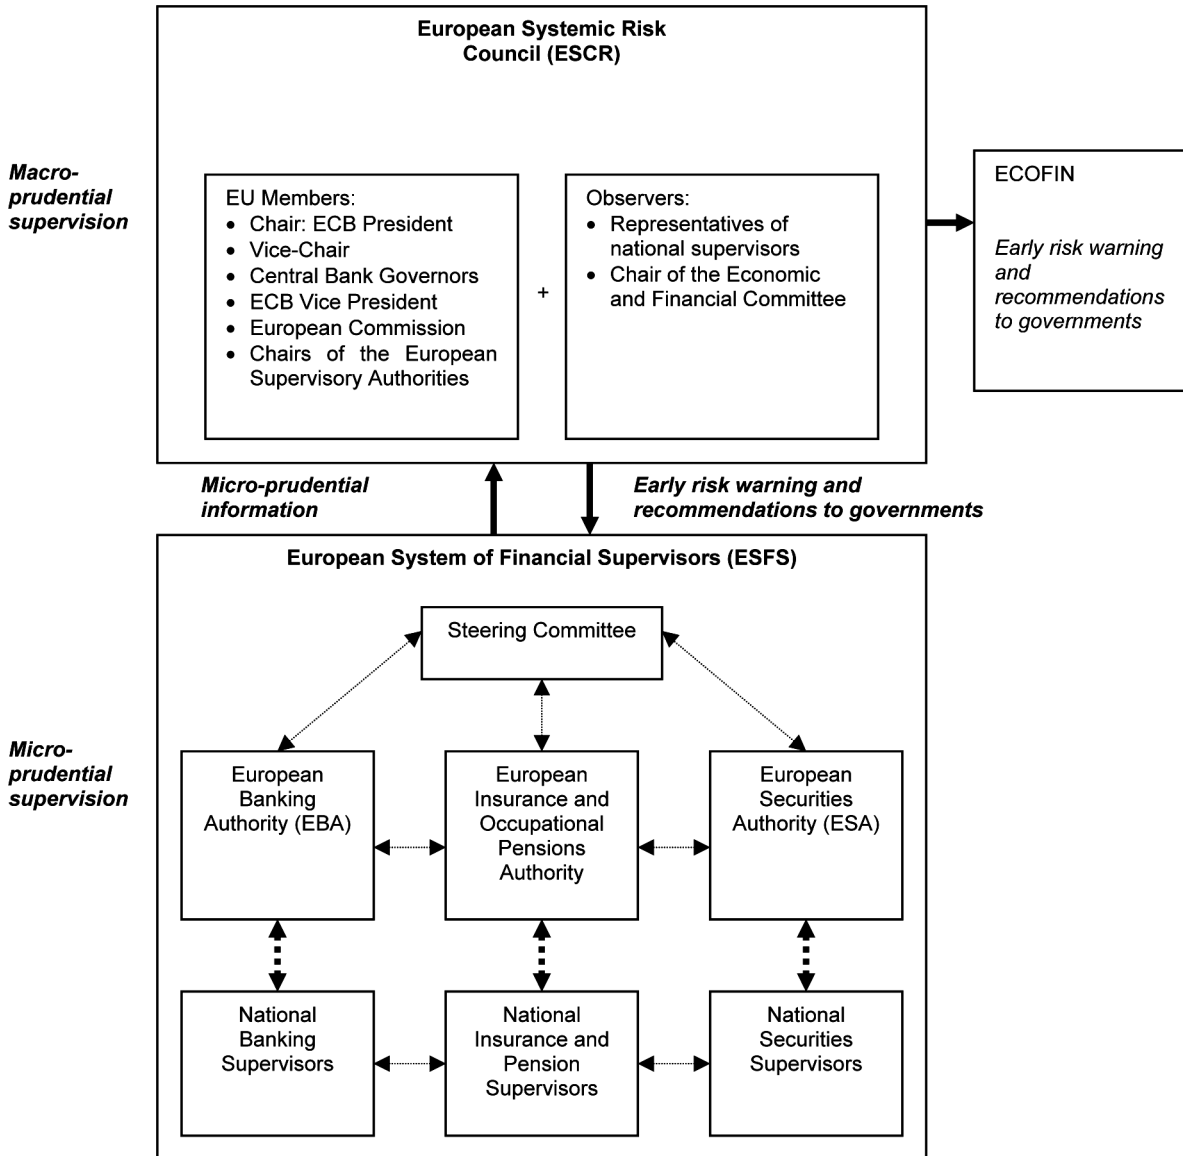 European Systemic Risk
Council (ESCR)
Macro-
prudential
supervision
EU Members:
• Chair: ECB President
• Vice-Chair
• Central Bank Governors
• ECB Vice President
• European Commission
• Chairs of the European
Supervisory Authorities
+
Observers:
• Representatives of
national supervisors
• Chair of the Economic
and Financial Committee
ECOFIN
Early risk warning
and
recommendations
to governments
Micro-prudential
information
Early risk warning and
recommendations to governments
European System of Financial Supervisors (ESFS)
Steering Committee
Micro-
prudential
supervision
European
Banking
Authority (EBA)
European
Insurance and
Occupational
Pensions
Authority
European
Securities
Authority (ESA)
National
Banking
Supervisors
National
Insurance and
Pension
Supervisors
National
Securities
Supervisors